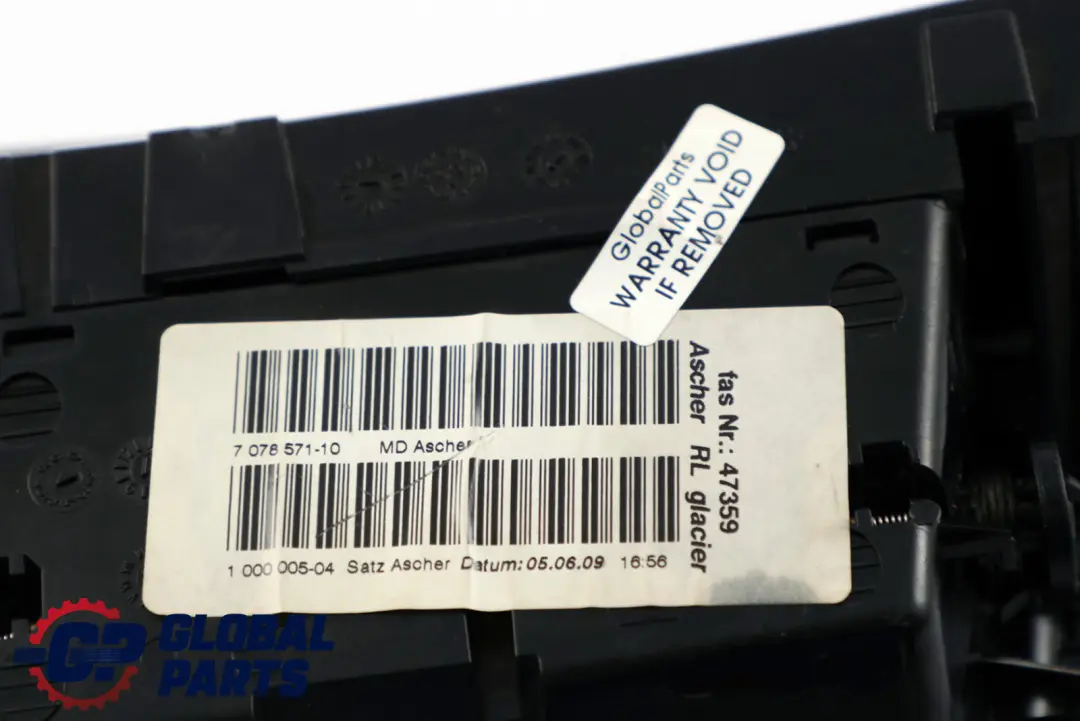 GlobalParts
WARRANTY VOID
IF REMOVED
7 078 571-10 MD Ascher
1 000 005-04 Satz Ascher Datum: 05.06.09 16:56
fas Nr.: 47359
Ascher RL glacier
GP GLOBAL
PARTS